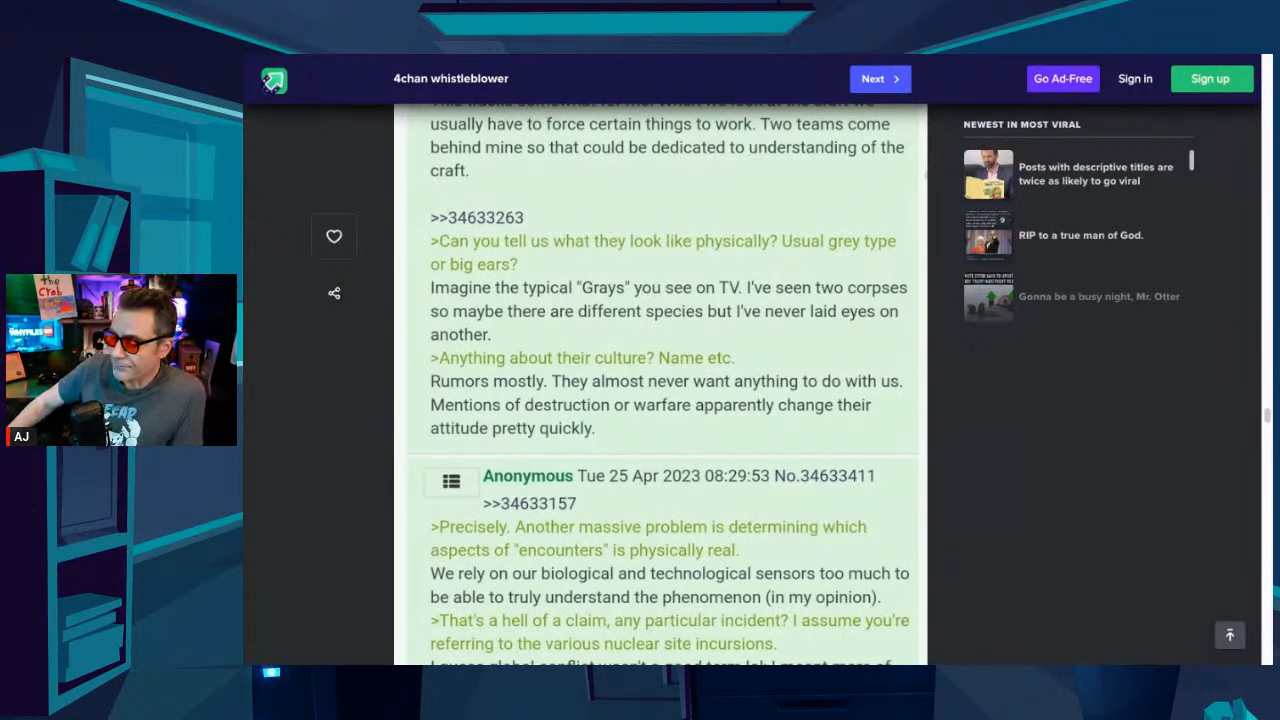 4chan whistleblower
Next
Go Ad-Free
Sign in
Sign up
usually have to force certain things to work. Two teams come
behind mine so that could be dedicated to understanding of the
craft.
>>34633263
>Can you tell us what they look like physically? Usual grey type
or big ears?
Imagine the typical "Grays" you see on TV. I've seen two corpses
so maybe there are different species but I've never laid eyes on
another.
>Anything about their culture? Name etc.
Rumors mostly. They almost never want anything to do with us.
Mentions of destruction or warfare apparently change their
attitude pretty quickly.
Anonymous Tue 25 Apr 2023 08:29:53 No.34633411
>>34633157
>Precisely. Another massive problem is determining which
aspects of "encounters" is physically real.
We rely on our biological and technological sensors too much to
be able to truly understand the phenomenon (in my opinion).
>That's a hell of a claim, any particular incident? I assume you're
referring to the various nuclear site incursions.
NEWEST IN MOST VIRAL
Posts with descriptive titles are
twice as likely to go viral
RIP to a true man of God.
Gonna be a busy night, Mr. Otter
the
Crab
AJ